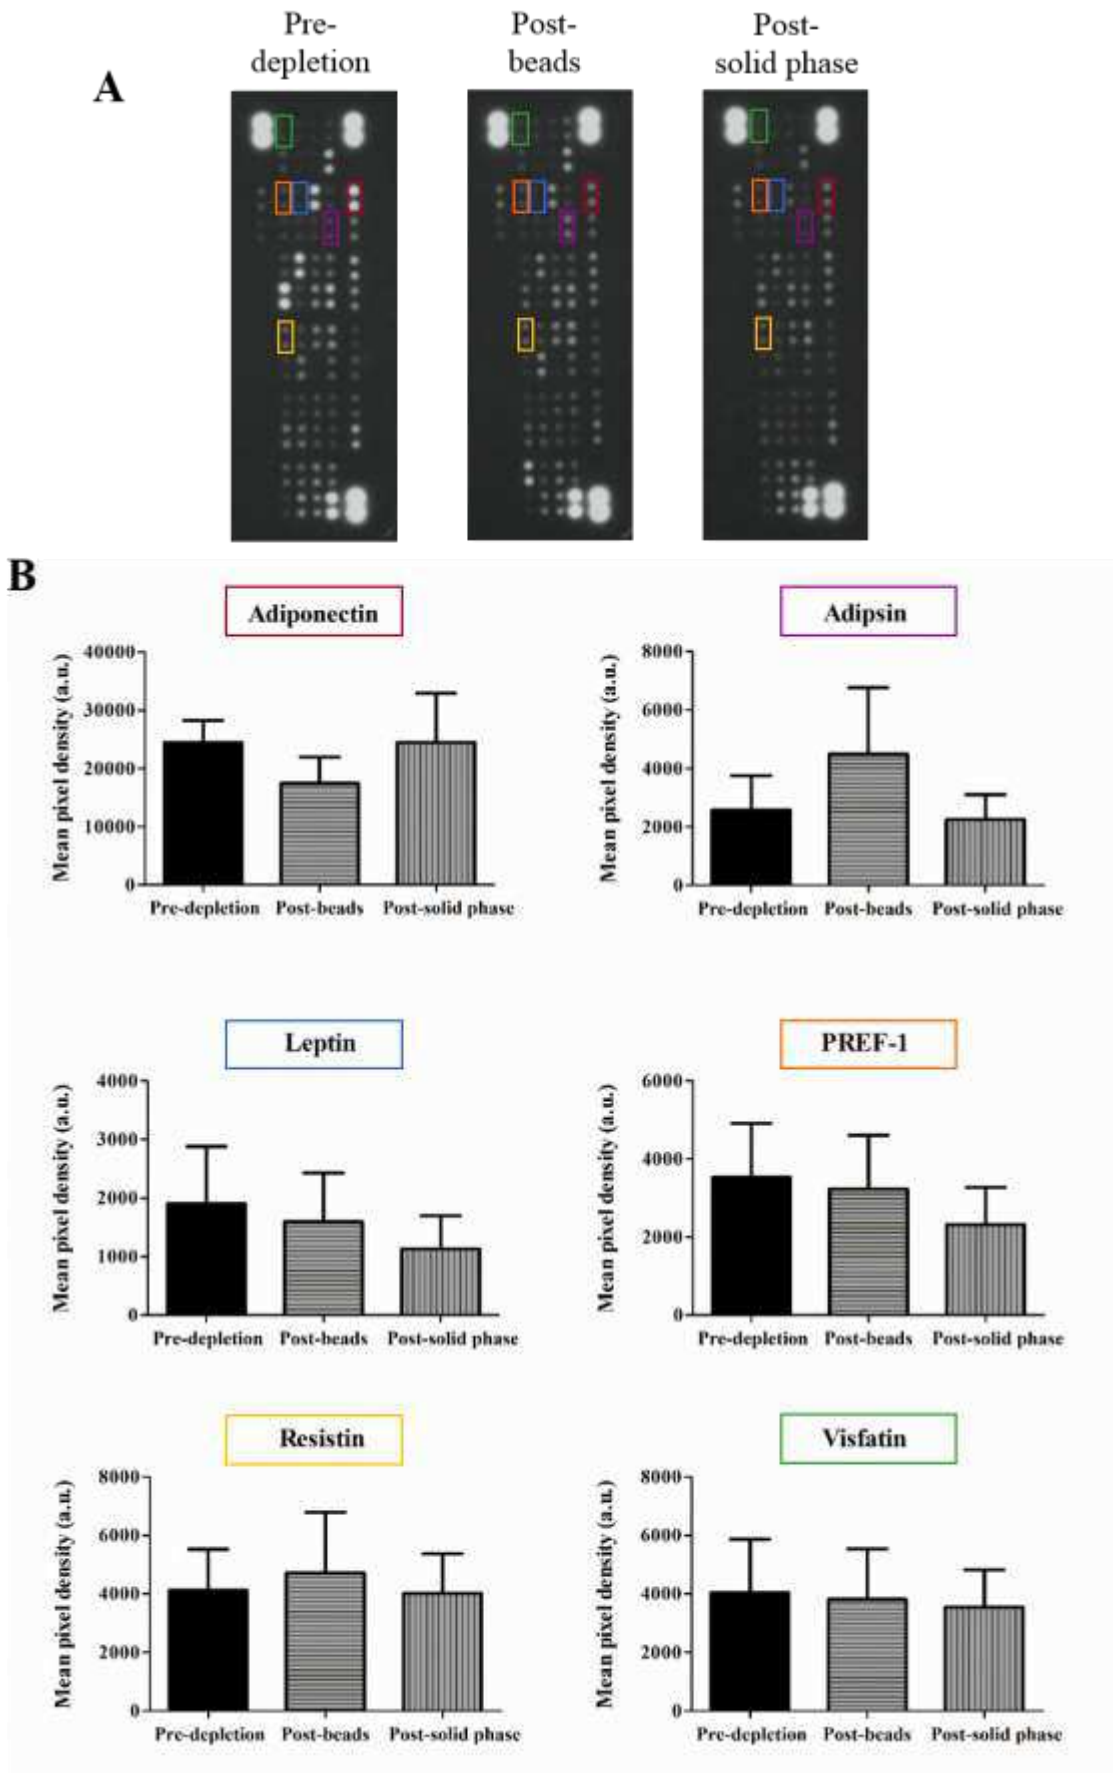 Pre-
depletion
Post-
beads
Post-
solid phase
A
B
Adiponectin
Mean pixel density (a.u.)
40000
30000
20000
10000
0
Pre-depletion Post-beads Post-solid phase
Adipsin
Mean pixel density (a.u.)
8000
6000
4000
2000
0
Pre-depletion Post-beads Post-solid phase
Leptin
Mean pixel density (a.u.)
4000
3000
2000
1000
0
Pre-depletion Post-beads Post-solid phase
PREF-1
Mean pixel density (a.u.)
6000
4000
2000
0
Pre-depletion Post-beads Post-solid phase
Resistin
Mean pixel density (a.u.)
8000
6000
4000
2000
0
Pre-depletion Post-beads Post-solid phase
Visfatin
Mean pixel density (a.u.)
8000
6000
4000
2000
0
Pre-depletion Post-beads Post-solid phase